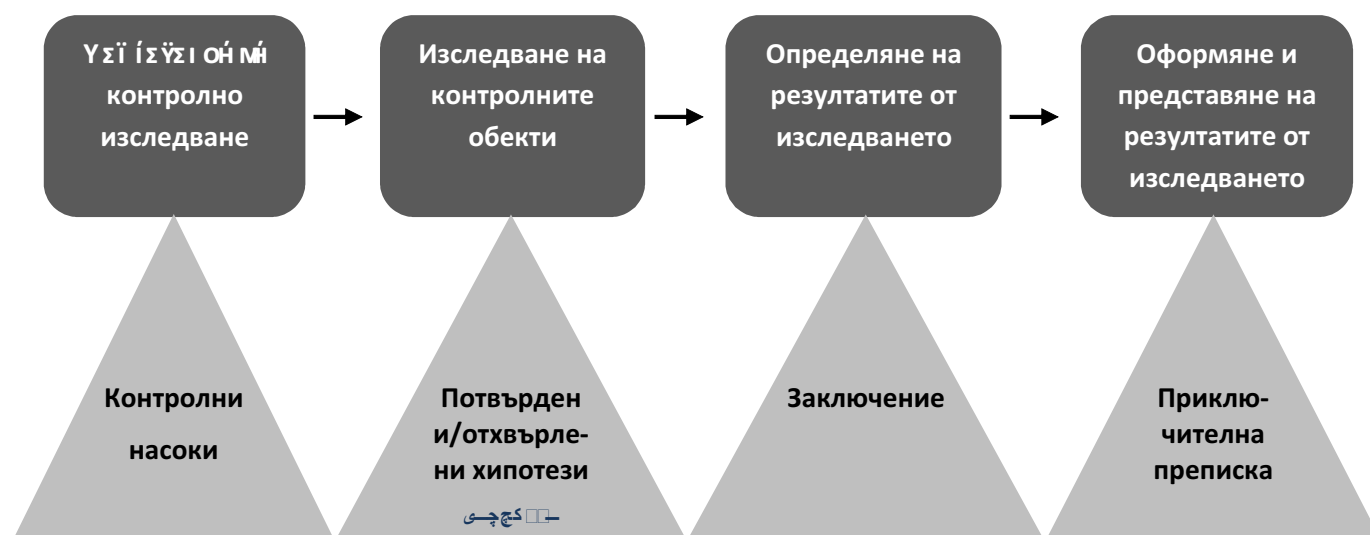 контролно
изследване
Изследване на
контролните
обекти
Определяне на
резултатите от
изследването
Оформяне и
представяне на
резултатите от
изследването
Контролни
насоки
Потвърден
и/отхвърле-
ни хипотези
Заключение
Приклю-
чителна
преписка